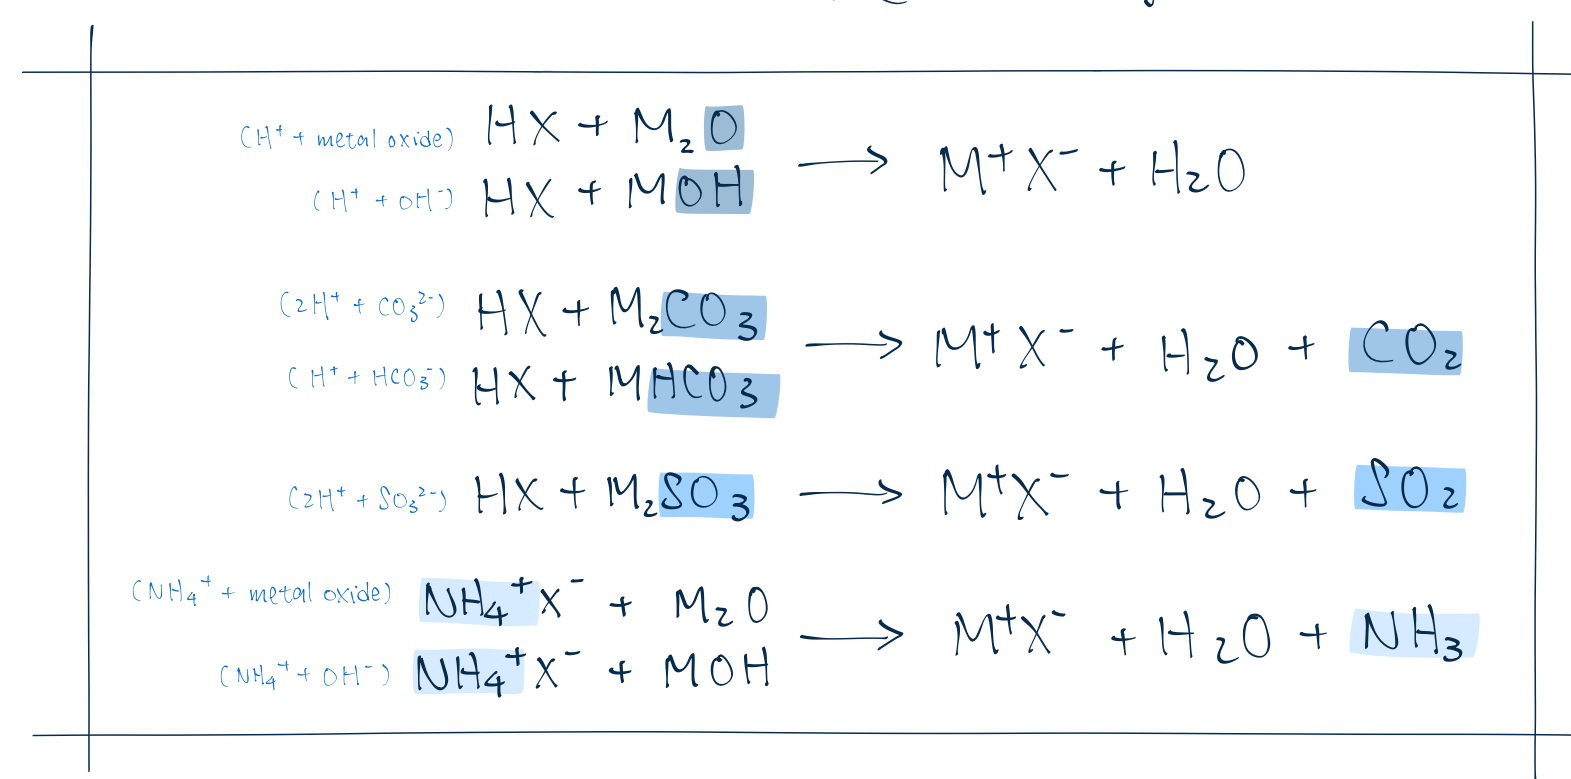 (H⁺ + metal oxide) HX + M₂O
⟶ M⁺X⁻ + H₂O
(H⁺ + OH⁻) HX + MOH
(2H⁺ + CO₃²⁻) HX + M₂CO₃
⟶ M⁺X⁻ + H₂O + CO₂
(H⁺ + HCO₃⁻) HX + MHCO₃
(2H⁺ + SO₃²⁻) HX + M₂SO₃ ⟶ M⁺X⁻ + H₂O + SO₂
(NH₄⁺ + metal oxide) NH₄⁺X⁻ + M₂O
⟶ M⁺X⁻ + H₂O + NH₃
(NH₄⁺ + OH⁻) NH₄⁺X⁻ + MOH